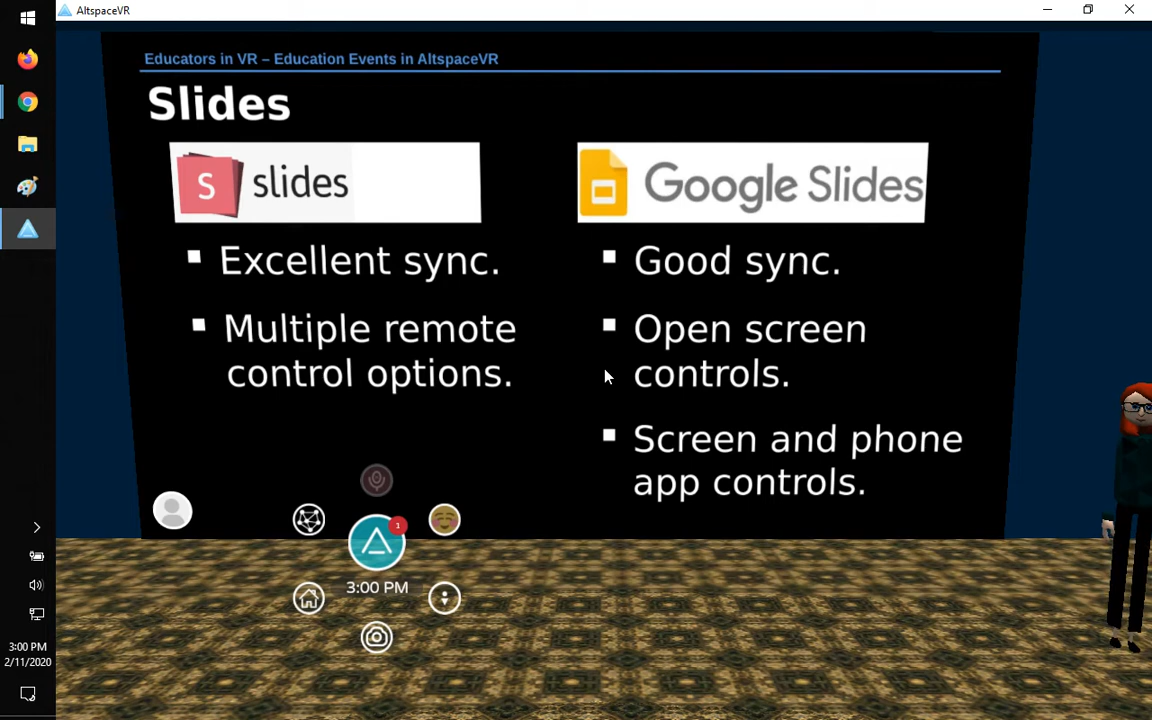 AltspaceVR
Educators in VR – Education Events in AltspaceVR
Slides
S slides
Google Slides
Excellent sync.
Multiple remote
control options.
Good sync.
Open screen
controls.
Screen and phone
app controls.
1
3:00 PM
3:00 PM
2/11/2020